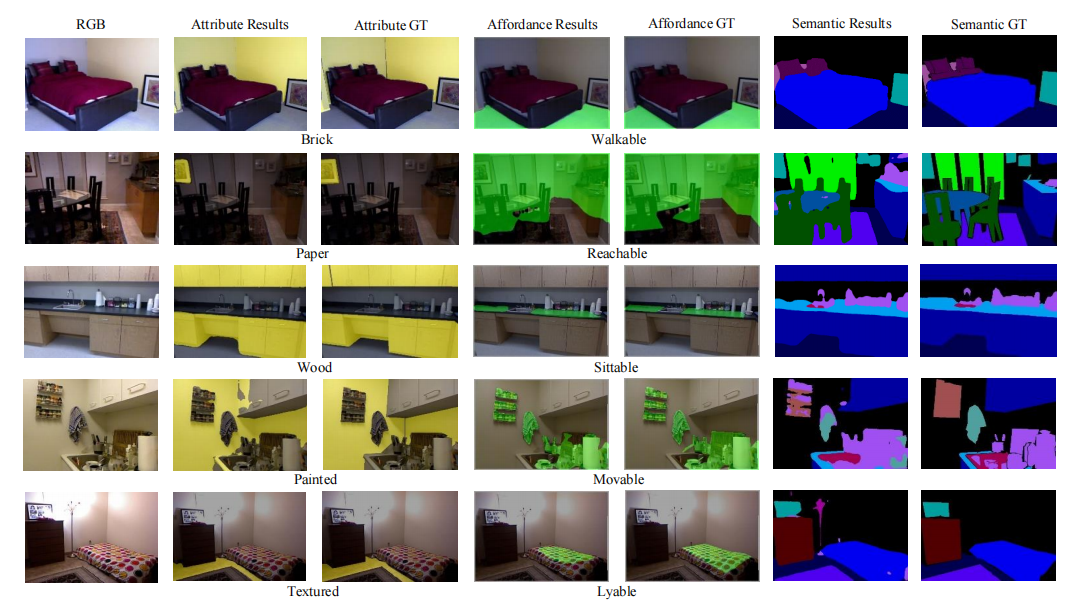 RGB Attribute Results Attribute GT Affordance Results Affordance GT Semantic Results Semantic GT
Brick Walkable
Paper Reachable
Wood Sittable
Painted Movable
Textured Lyable